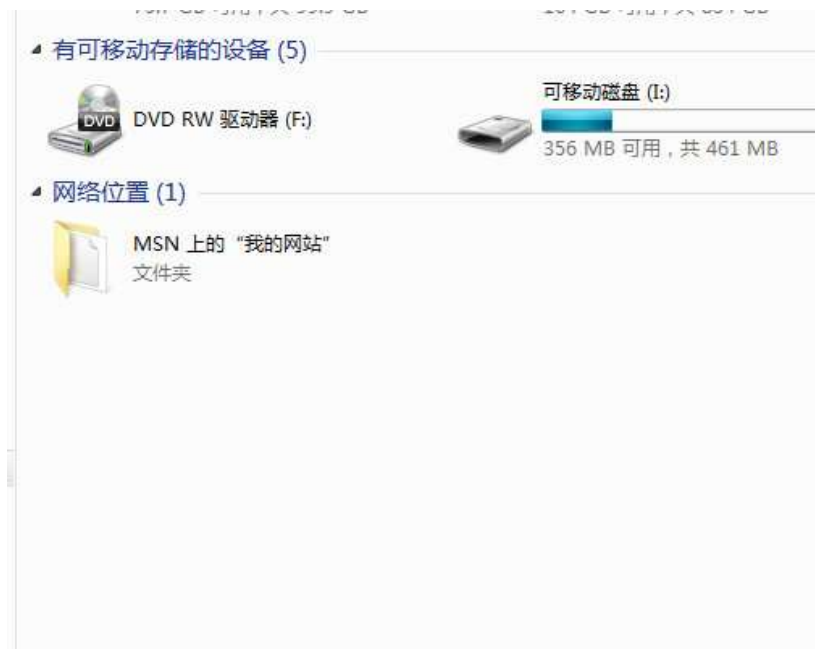 有可移动存储的设备 (5)
DVD
DVD RW 驱动器 (F:)
可移动磁盘 (I:)
356 MB 可用，共 461 MB
网络位置 (1)
MSN 上的“我的网站”
文件夹